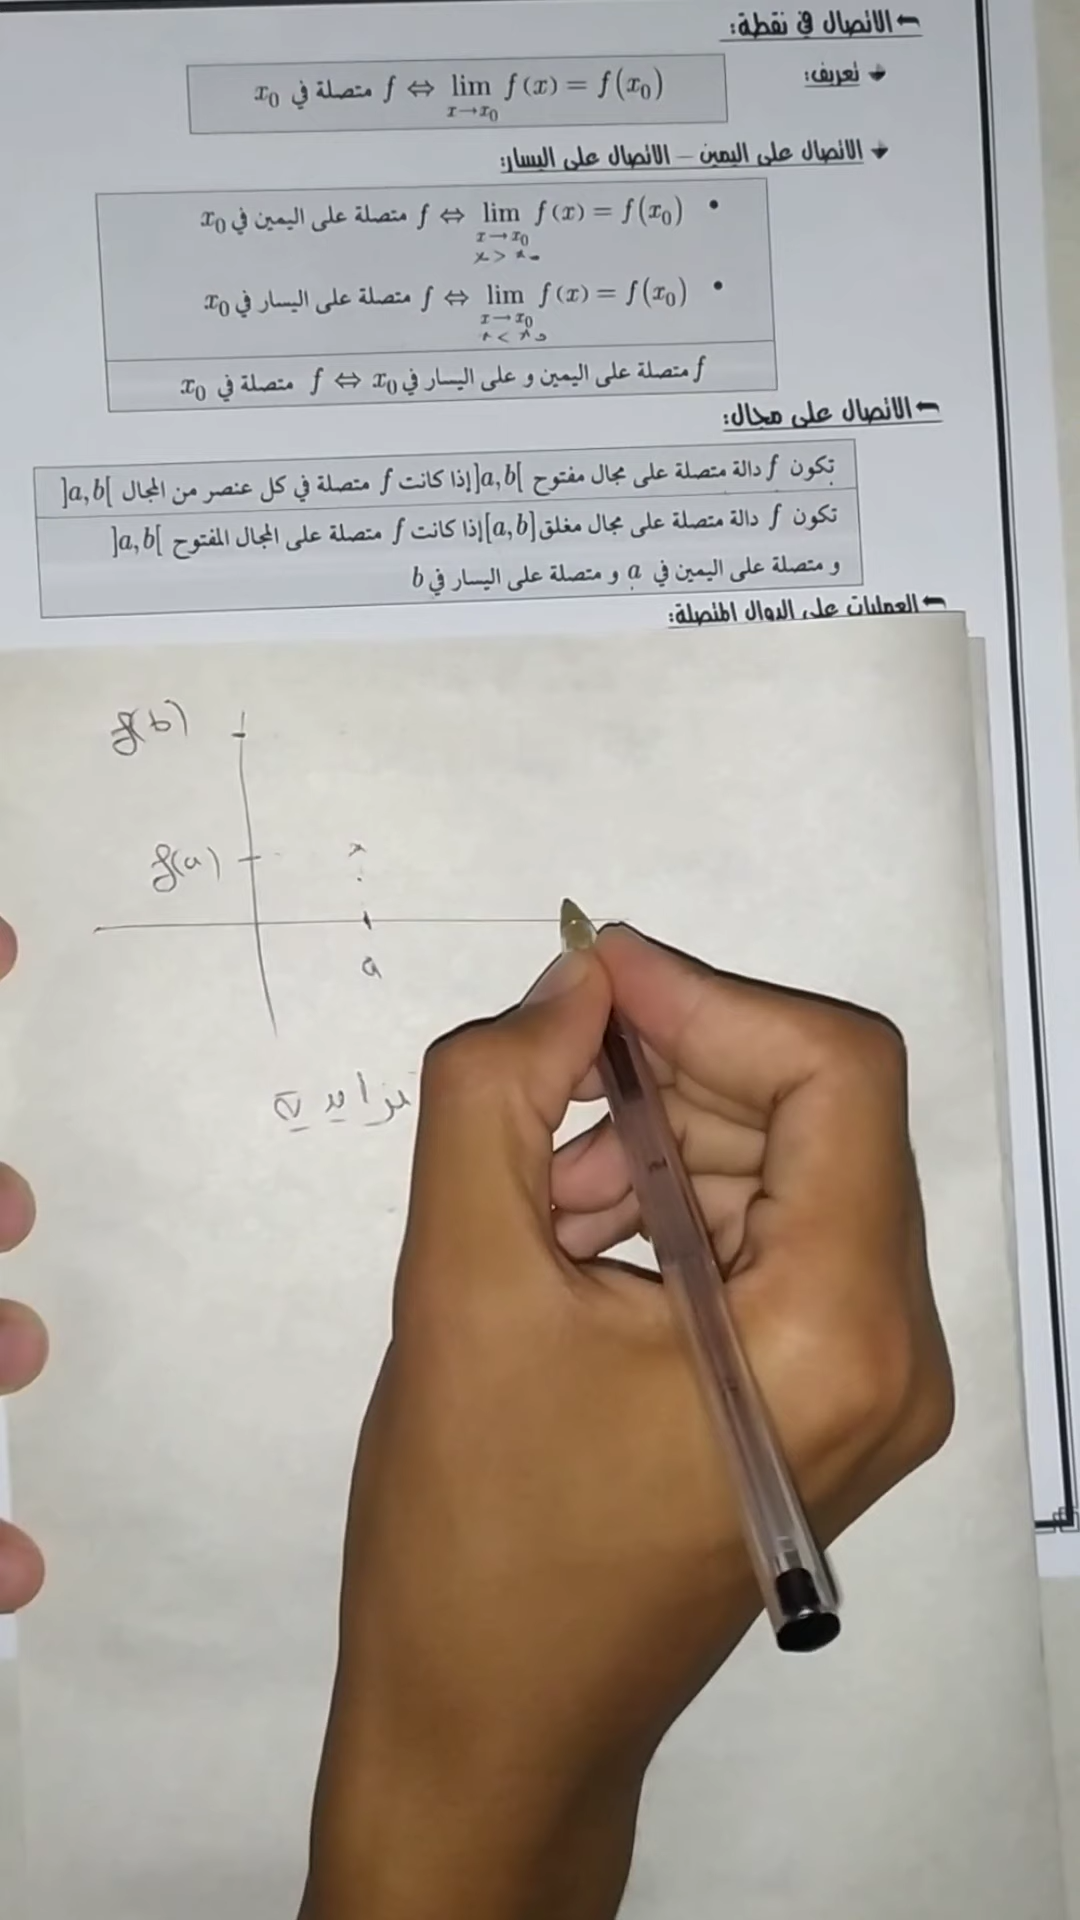 الاتصال في نقطة:
تعريف:
f متصلة في x₀ ⇔ lim f(x) = f(x₀)
x→x₀
الاتصال على اليمين – الاتصال على اليسار:
• f متصلة على اليمين في x₀ ⇔ lim f(x) = f(x₀)
x→x₀
x > x₀
• f متصلة على اليسار في x₀ ⇔ lim f(x) = f(x₀)
x→x₀
x < x₀
f متصلة على اليمين و على اليسار في x₀ ⇔ f متصلة في x₀
الاتصال على مجال:
تكون f دالة متصلة على مجال مفتوح ]a,b[ إذا كانت f متصلة في كل عنصر من المجال ]a,b[
تكون f دالة متصلة على مجال مغلق [a,b] إذا كانت f متصلة على المجال المفتوح ]a,b[
و متصلة على اليمين في a و متصلة على اليسار في b
العمليات على الدوال المتصلة:
f(b)
f(a)
a